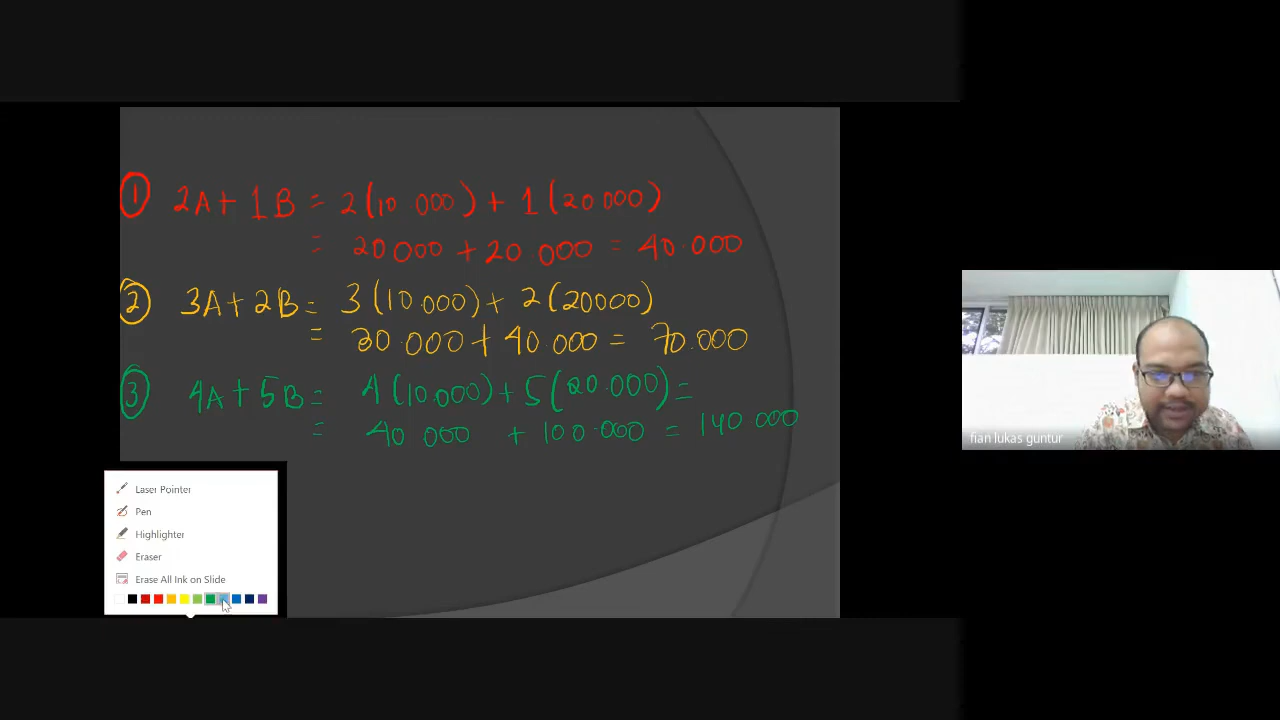 ① 2A + 1B = 2(10 000) + 1(20 000)
= 20 000 + 20 000 = 40.000
② 3A + 2B = 3(10.000) + 2(20000)
= 30.000 + 40 000 = 70.000
③ 4A + 5B = 4(10.000) + 5(20.000) =
= 40 000 + 100.000 = 140.000
fian lukas guntur
Laser Pointer
Pen
Highlighter
Eraser
Erase All Ink on Slide